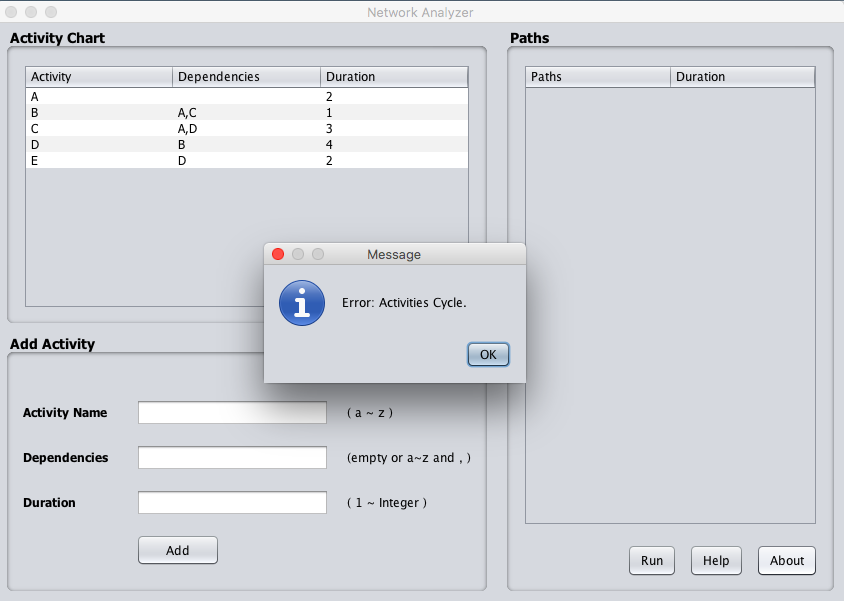 Network Analyzer
Activity Chart
Activity Dependencies Duration
A 2
B A,C 1
C A,D 3
D B 4
E D 2
Paths
Paths Duration
Message
Error: Activities Cycle.
OK
Add Activity
Activity Name ( a ~ z )
Dependencies (empty or a~z and , )
Duration ( 1 ~ Integer )
Add
Run Help About